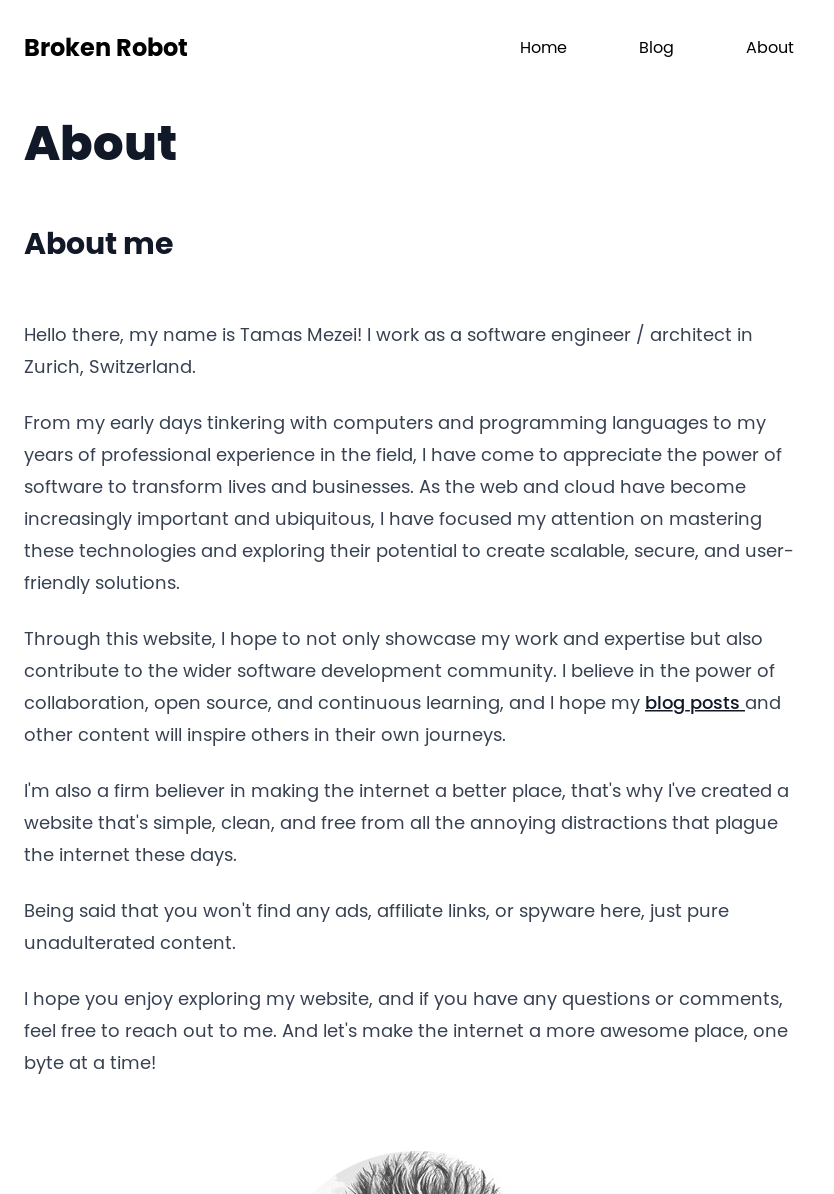 Broken Robot
Home Blog About
About
About me
Hello there, my name is Tamas Mezei! I work as a software engineer / architect in
Zurich, Switzerland.
From my early days tinkering with computers and programming languages to my
years of professional experience in the field, I have come to appreciate the power of
software to transform lives and businesses. As the web and cloud have become
increasingly important and ubiquitous, I have focused my attention on mastering
these technologies and exploring their potential to create scalable, secure, and user-
friendly solutions.
Through this website, I hope to not only showcase my work and expertise but also
contribute to the wider software development community. I believe in the power of
collaboration, open source, and continuous learning, and I hope my blog posts and
other content will inspire others in their own journeys.
I'm also a firm believer in making the internet a better place, that's why I've created a
website that's simple, clean, and free from all the annoying distractions that plague
the internet these days.
Being said that you won't find any ads, affiliate links, or spyware here, just pure
unadulterated content.
I hope you enjoy exploring my website, and if you have any questions or comments,
feel free to reach out to me. And let's make the internet a more awesome place, one
byte at a time!